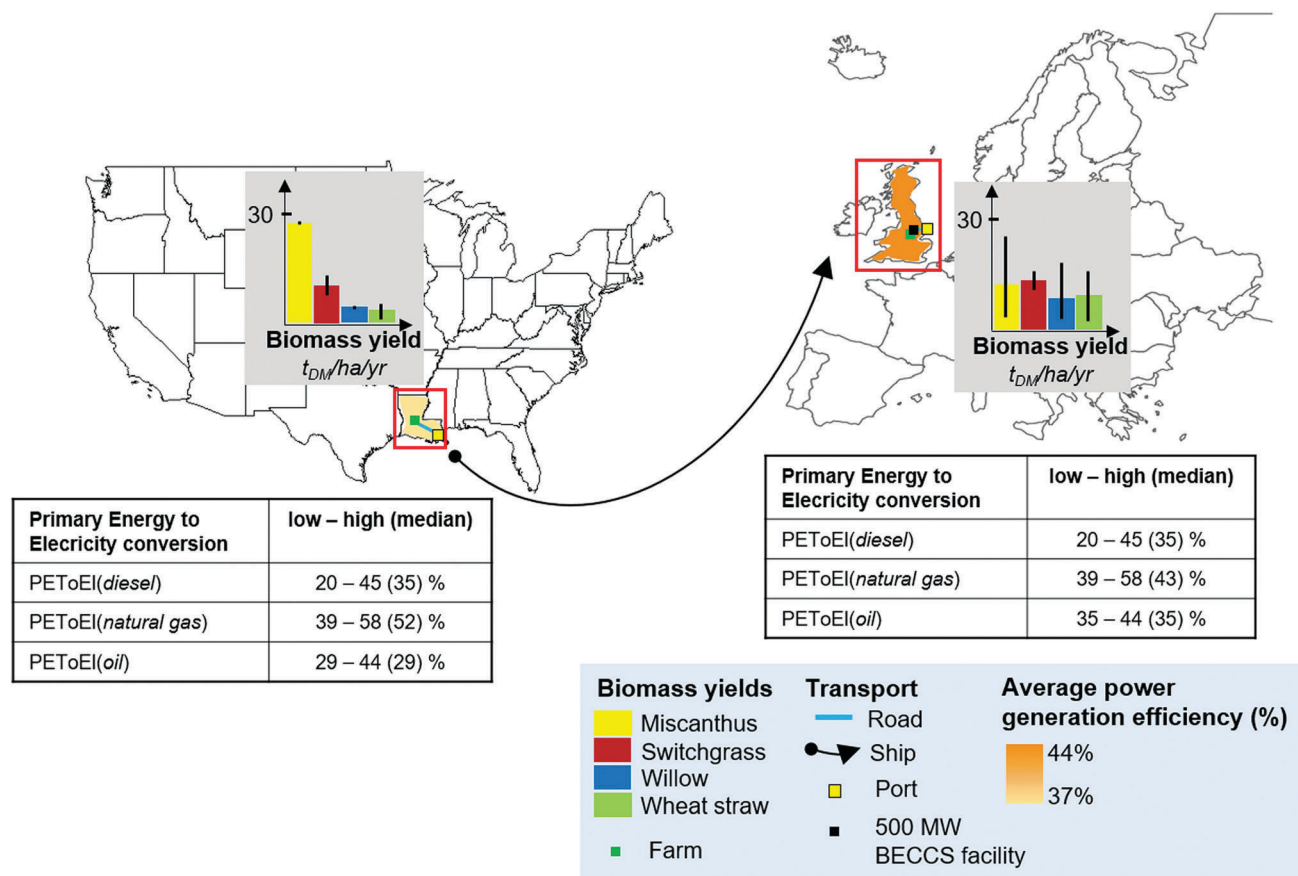 30
Biomass yield
t_DM/ha/yr
30
Biomass yield
t_DM/ha/yr
Primary Energy to
Elecricity conversion
low – high (median)
PEToEl(diesel)
20 – 45 (35) %
PEToEl(natural gas)
39 – 58 (52) %
PEToEl(oil)
29 – 44 (29) %
Primary Energy to
Elecricity conversion
low – high (median)
PEToEl(diesel)
20 – 45 (35) %
PEToEl(natural gas)
39 – 58 (43) %
PEToEl(oil)
35 – 44 (35) %
Biomass yields
Miscanthus
Switchgrass
Willow
Wheat straw
Farm
Transport
Road
Ship
Port
500 MW
BECCS facility
Average power
generation efficiency (%)
44%
37%